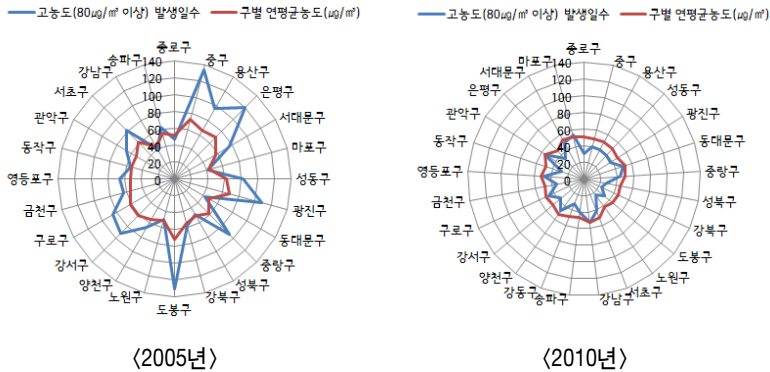 고농도(80㎍/㎥ 이상) 발생일수
구별 연평균농도(㎍/㎥)
종로구
중구
용산구
은평구
서대문구
마포구
성동구
광진구
동대문구
중랑구
성북구
강북구
도봉구
노원구
양천구
강서구
구로구
금천구
영등포구
동작구
관악구
서초구
강남구
송파구
140
120
100
80
60
40
20
0
〈2005년〉
고농도(80㎍/㎥ 이상) 발생일수
구별 연평균농도(㎍/㎥)
종로구
중구
용산구
성동구
광진구
동대문구
중랑구
성북구
강북구
도봉구
노원구
서초구
강남구
송파구
강동구
양천구
강서구
구로구
금천구
영등포구
동작구
관악구
은평구
서대문구
마포구
140
120
100
80
60
40
20
0
〈2010년〉